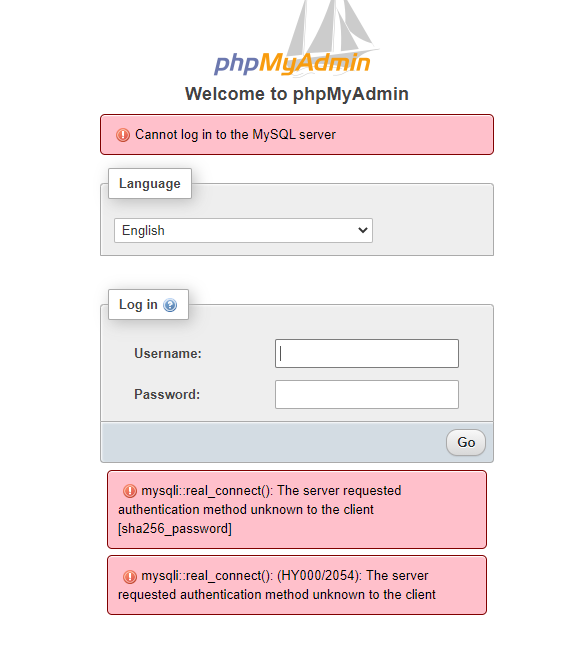 phpMyAdmin
Welcome to phpMyAdmin
Cannot log in to the MySQL server
Language
English
Log in
Username:
Password:
Go
mysqli::real_connect(): The server requested
authentication method unknown to the client
[sha256_password]
mysqli::real_connect(): (HY000/2054): The server
requested authentication method unknown to the client